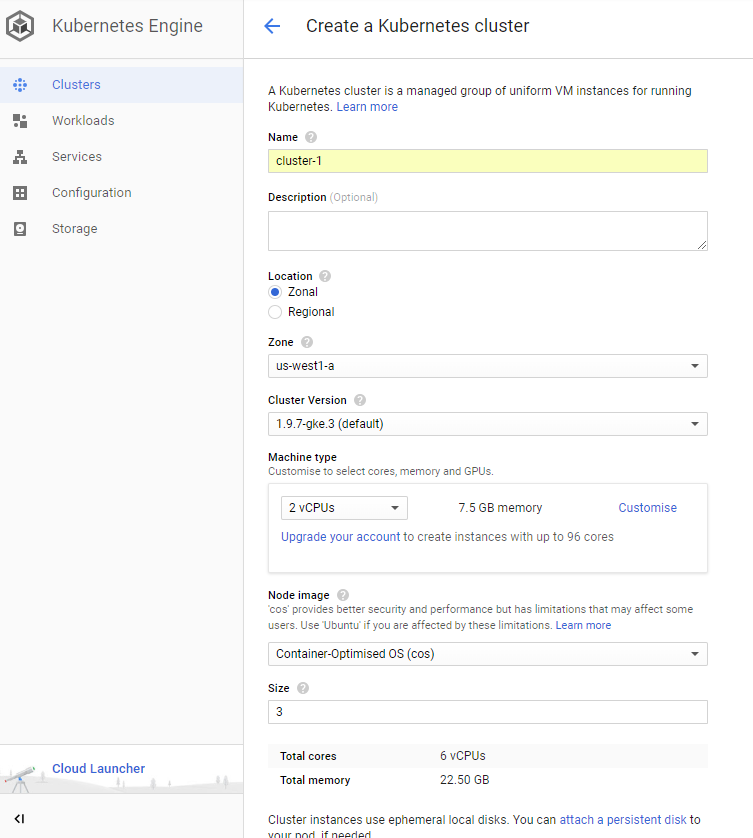 Kubernetes Engine
Create a Kubernetes cluster
Clusters
Workloads
Services
Configuration
Storage
Cloud Launcher
A Kubernetes cluster is a managed group of uniform VM instances for running
Kubernetes. Learn more
Name ?
cluster-1
Description (Optional)
Location ?
Zonal
Regional
Zone ?
us-west1-a
Cluster Version ?
1.9.7-gke.3 (default)
Machine type
Customise to select cores, memory and GPUs.
2 vCPUs 7.5 GB memory Customise
Upgrade your account to create instances with up to 96 cores
Node image ?
'cos' provides better security and performance but has limitations that may affect some
users. Use 'Ubuntu' if you are affected by these limitations. Learn more
Container-Optimised OS (cos)
Size ?
3
Total cores 6 vCPUs
Total memory 22.50 GB
Cluster instances use ephemeral local disks. You can attach a persistent disk to
your pod, if needed